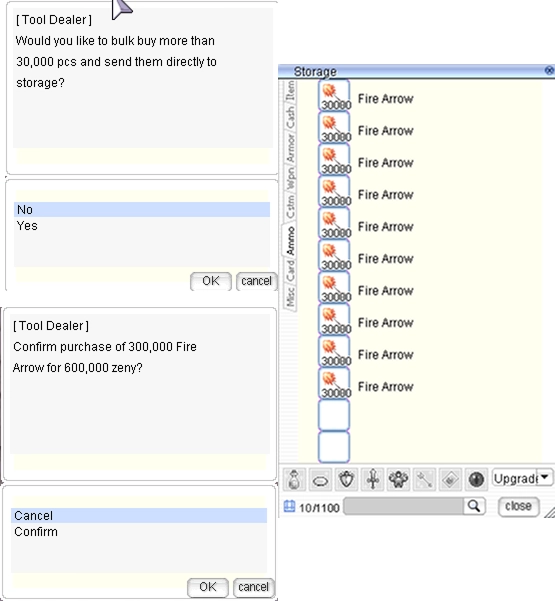 [ Tool Dealer ]
Would you like to bulk buy more than
30,000 pcs and send them directly to
storage?
No
Yes
OK
cancel
[ Tool Dealer ]
Confirm purchase of 300,000 Fire
Arrow for 600,000 zeny?
Cancel
Confirm
OK
cancel
Storage
Item
Cash
Armor
Wpn
Cstm
Ammo
Card
Misc
30000 Fire Arrow
30000 Fire Arrow
30000 Fire Arrow
30000 Fire Arrow
30000 Fire Arrow
30000 Fire Arrow
30000 Fire Arrow
30000 Fire Arrow
30000 Fire Arrow
30000 Fire Arrow
Upgrad
10/1100
close